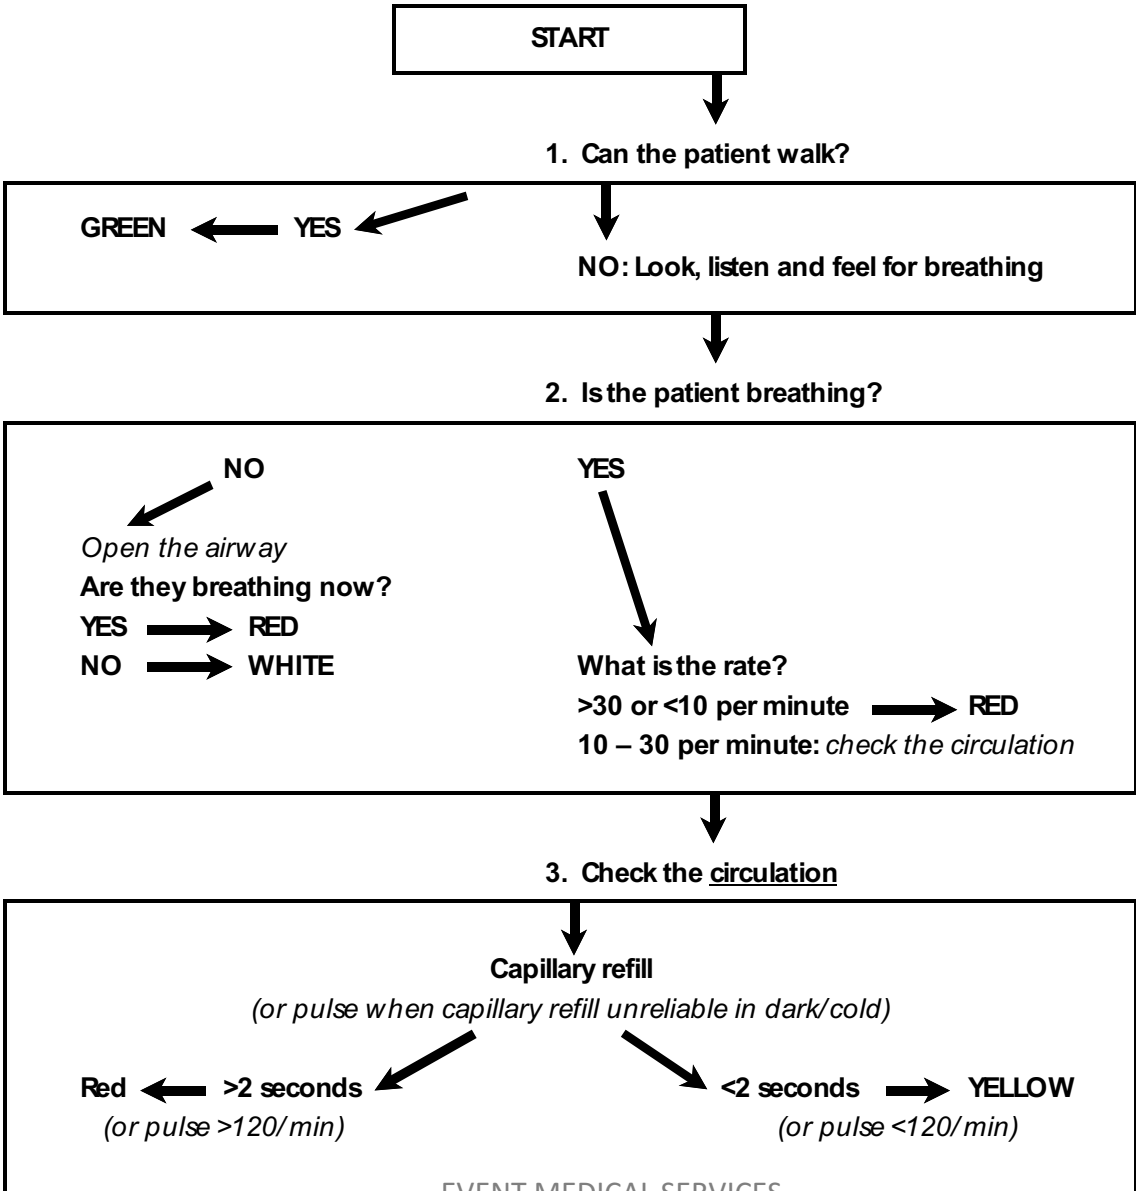 START
1. Can the patient walk?
GREEN YES
NO: Look, listen and feel for breathing
2. Is the patient breathing?
NO YES
Open the airway
Are they breathing now?
YES RED
NO WHITE
What is the rate?
>30 or <10 per minute RED
10 – 30 per minute: check the circulation
3. Check the circulation
Capillary refill
(or pulse when capillary refill unreliable in dark/cold)
Red >2 seconds <2 seconds YELLOW
(or pulse >120/min) (or pulse <120/min)
EVENT MEDICAL SERVICES